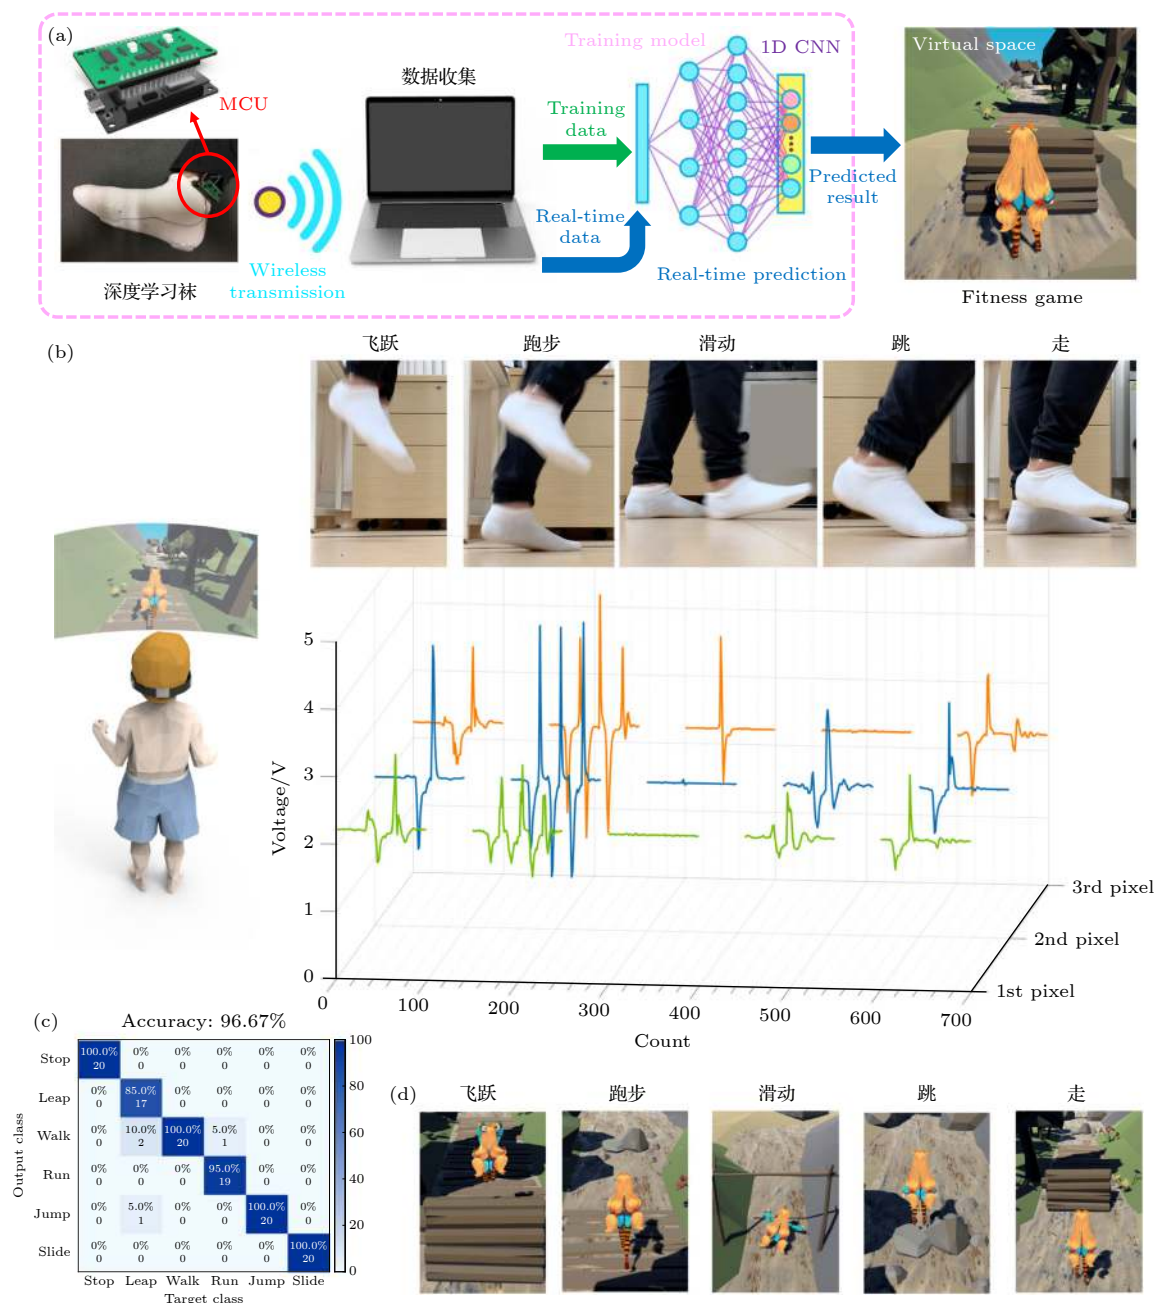 (a)
Training model
1D CNN
Virtual space
数据收集
MCU
Training
data
Predicted
result
Real-time
data
Wireless
transmission
Real-time prediction
深度学习袜
Fitness game
(b)
飞跃 跑步 滑动 跳 走
5
4
3
2
1
0
Voltage/V
0 100 200 300 400 500 600 700
Count
3rd pixel
2nd pixel
1st pixel
(c)
Accuracy: 96.67%
Output class
Stop 100.0% 0% 0% 0% 0% 0%
20 0 0 0 0 0
Leap 0% 85.0% 0% 0% 0% 0%
0 17 0 0 0 0
Walk 0% 10.0% 100.0% 5.0% 0% 0%
0 2 20 1 0 0
Run 0% 0% 0% 95.0% 0% 0%
0 0 0 19 0 0
Jump 0% 5.0% 0% 0% 100.0% 0%
0 1 0 0 20 0
Slide 0% 0% 0% 0% 0% 100.0%
0 0 0 0 0 20
Stop Leap Walk Run Jump Slide
Target class
100
80
60
40
20
0
(d)
飞跃 跑步 滑动 跳 走